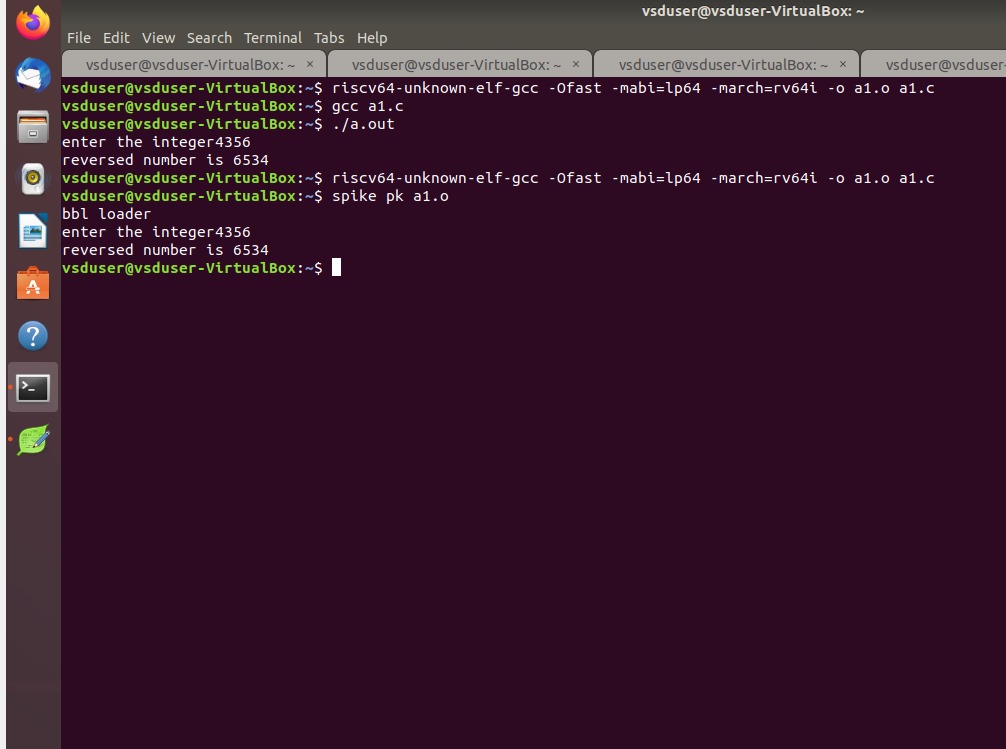 vsduser@vsduser-VirtualBox: ~
File Edit View Search Terminal Tabs Help
vsduser@vsduser-VirtualBox: ~ × vsduser@vsduser-VirtualBox: ~ × vsduser@vsduser-VirtualBox: ~ × vsduser@vsduser-
vsduser@vsduser-VirtualBox:~$ riscv64-unknown-elf-gcc -Ofast -mabi=lp64 -march=rv64i -o a1.o a1.c
vsduser@vsduser-VirtualBox:~$ gcc a1.c
vsduser@vsduser-VirtualBox:~$ ./a.out
enter the integer4356
reversed number is 6534
vsduser@vsduser-VirtualBox:~$ riscv64-unknown-elf-gcc -Ofast -mabi=lp64 -march=rv64i -o a1.o a1.c
vsduser@vsduser-VirtualBox:~$ spike pk a1.o
bbl loader
enter the integer4356
reversed number is 6534
vsduser@vsduser-VirtualBox:~$